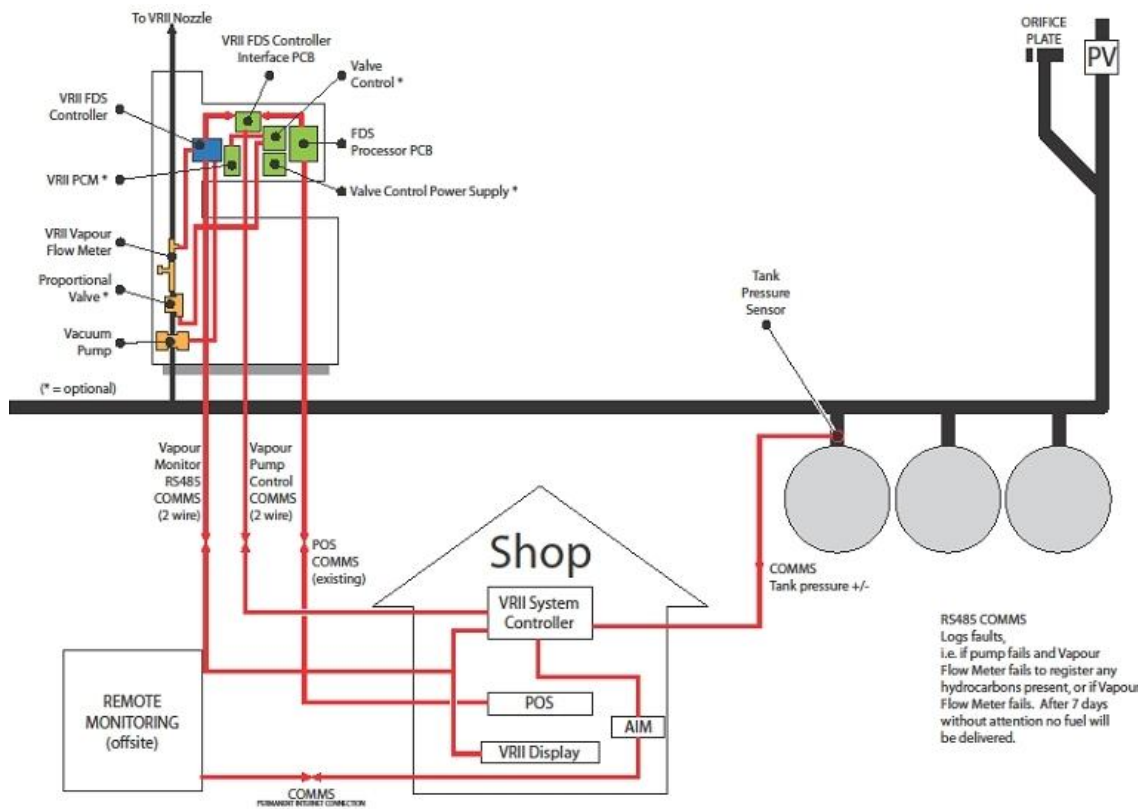 To VRII Nozzle
VRII FDS Controller
Interface PCB
Valve
Control *
VRII FDS
Controller
FDS
Processor PCB
VRII PCM *
Valve Control Power Supply *
VRII Vapour
Flow Meter
Proportional
Valve *
Vacuum
Pump
(* = optional)
ORIFICE
PLATE
PV
Tank
Pressure
Sensor
Vapour
Monitor
RS485
COMMS
(2 wire)
Vapour
Pump
Control
COMMS
(2 wire)
POS
COMMS
(existing)
Shop
VRII System
Controller
POS
AIM
VRII Display
COMMS
Tank pressure +/-
REMOTE
MONITORING
(offsite)
COMMS
PERMANENT INTERNET CONNECTION
RS485 COMMS
Logs faults,
i.e. if pump fails and Vapour
Flow Meter fails to register any
hydrocarbons present, or if Vapour
Flow Meter fails. After 7 days
without attention no fuel will
be delivered.